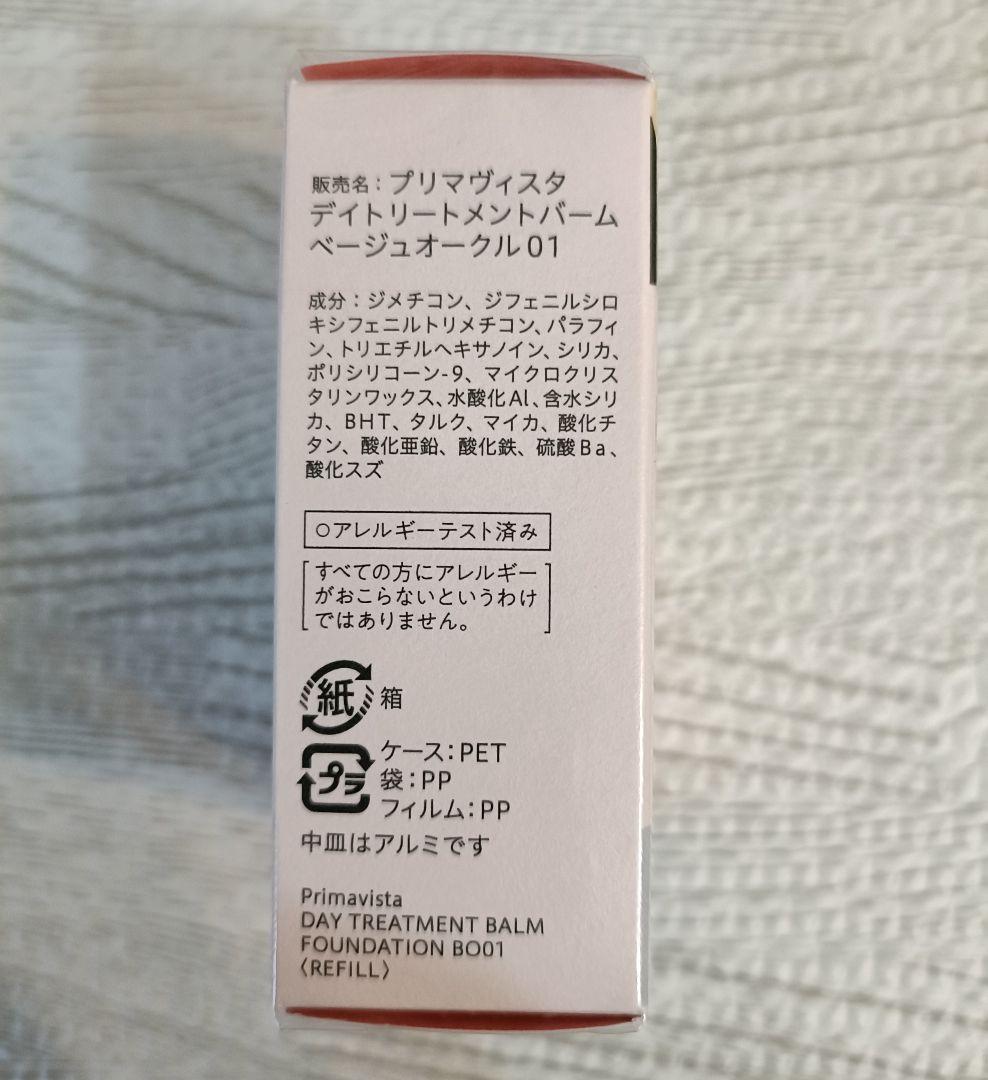 販売名：プリマヴィスタ
デイトリートメントバーム
ベージュオークル01
成分：ジメチコン、ジフェニルシロ
キシフェニルトリメチコン、パラフィ
ン、トリエチルヘキサノイン、シリカ、
ポリシリコーン-9、マイクロクリス
タリンワックス、水酸化Al、含水シリ
カ、BHT、タルク、マイカ、酸化チ
タン、酸化亜鉛、酸化鉄、硫酸Ba、
酸化スズ
○アレルギーテスト済み
すべての方にアレルギー
がおこらないというわけ
ではありません。
紙 箱
プラ ケース：PET
袋：PP
フィルム：PP
中皿はアルミです
Primavista
DAY TREATMENT BALM
FOUNDATION BO01
〈REFILL〉